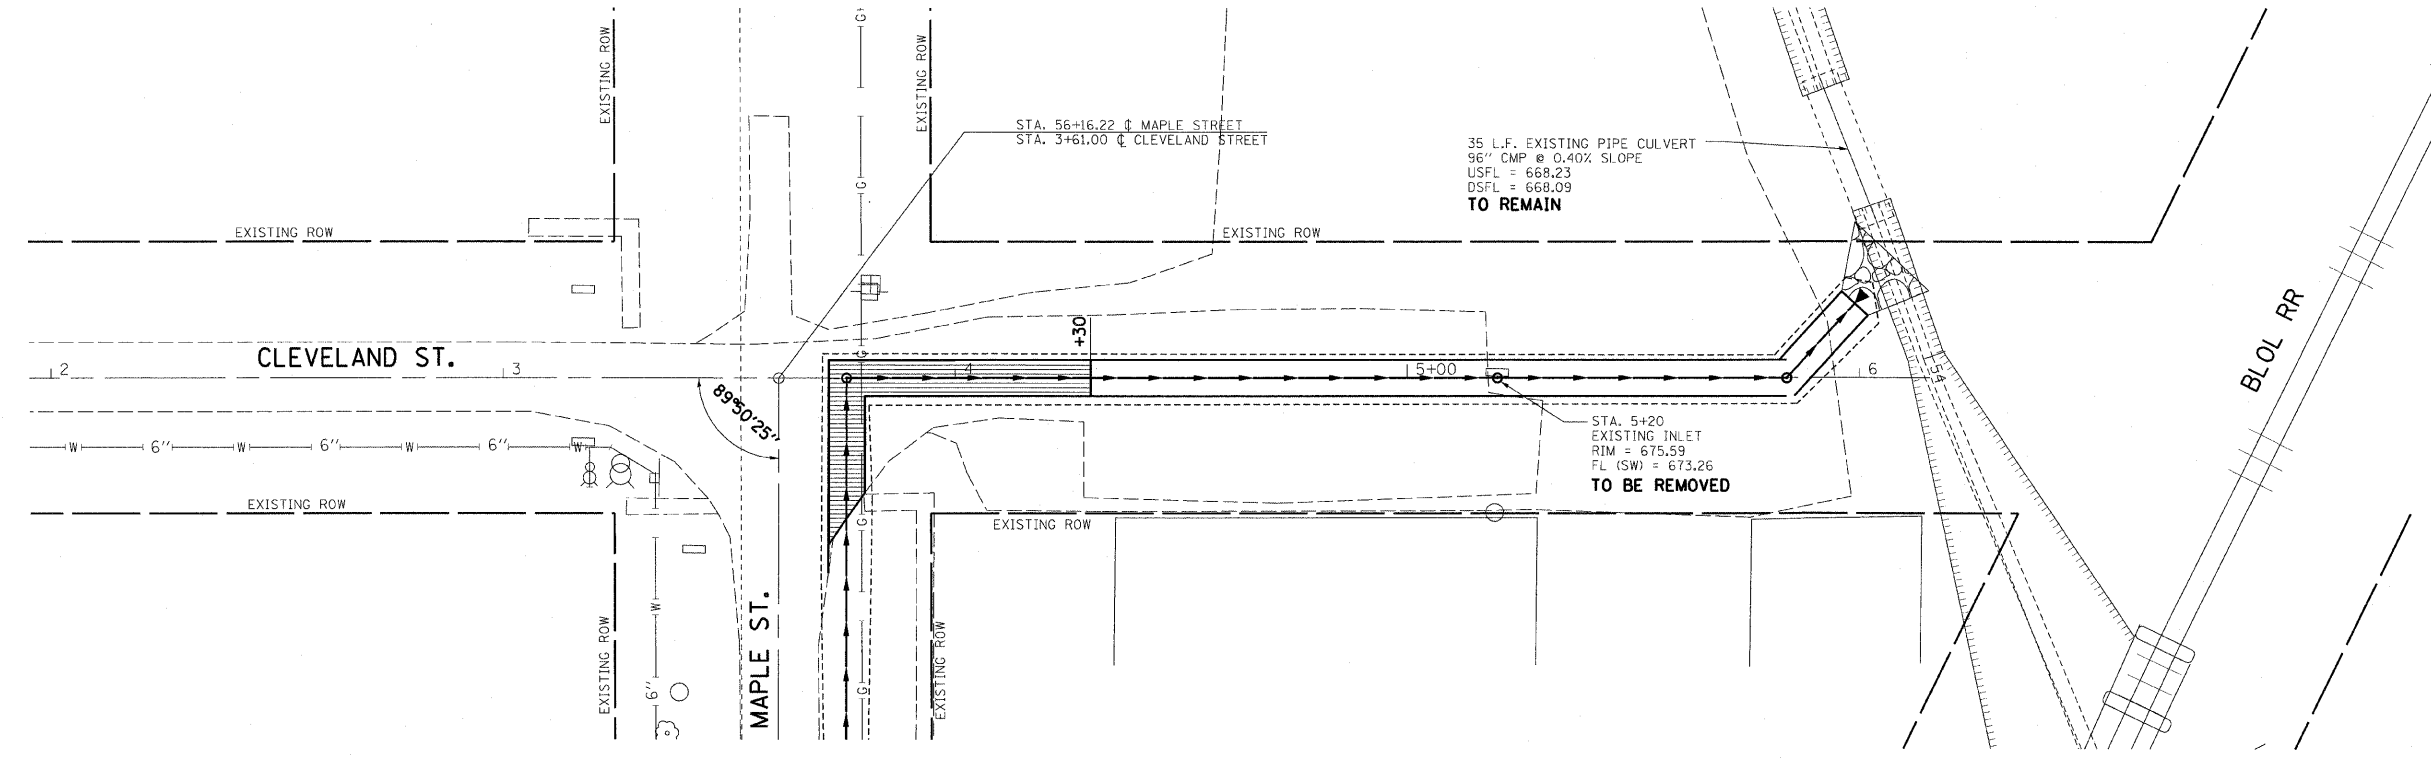 EXISTING ROW
G
EXISTING ROW
STA. 56+16.22 ℄ MAPLE STREET
STA. 3+61.00 ℄ CLEVELAND STREET
35 L.F. EXISTING PIPE CULVERT
96" CMP @ 0.40% SLOPE
USFL = 668.23
DSFL = 668.09
TO REMAIN
G
EXISTING ROW
EXISTING ROW
BLOL RR
+30
CLEVELAND ST.
G
2
3
4
5+00
6
54
89°50'25"
STA. 5+20
EXISTING INLET
RIM = 675.59
FL (SW) = 673.26
TO BE REMOVED
W 6" W 6" W 6" W
EXISTING ROW
G
EXISTING ROW
W
MAPLE ST.
EXISTING ROW
EXISTING ROW
6"
G